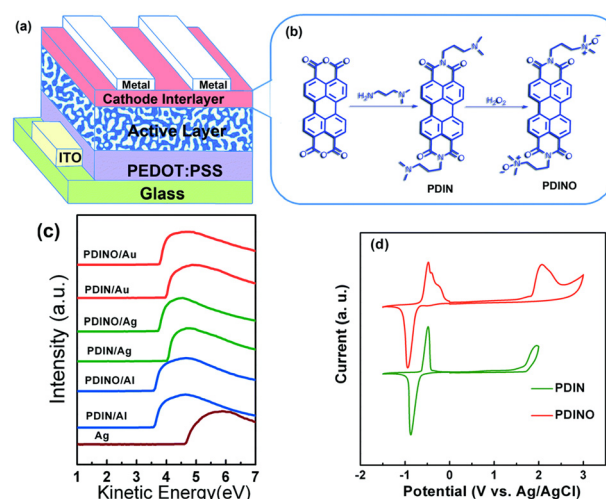 (a)
Metal
Metal
Cathode Interlayer
Active Layer
ITO
PEDOT:PSS
Glass
(b)
H₂N
N
H₂O₂
PDIN
PDINO
(c)
PDINO/Au
PDIN/Au
PDINO/Ag
PDIN/Ag
PDINO/Al
PDIN/Al
Ag
Intensity (a.u.)
1 2 3 4 5 6 7
Kinetic Energy(eV)
(d)
Current (a. u.)
PDIN
PDINO
-2 -1 0 1 2 3
Potential (V vs. Ag/AgCl)